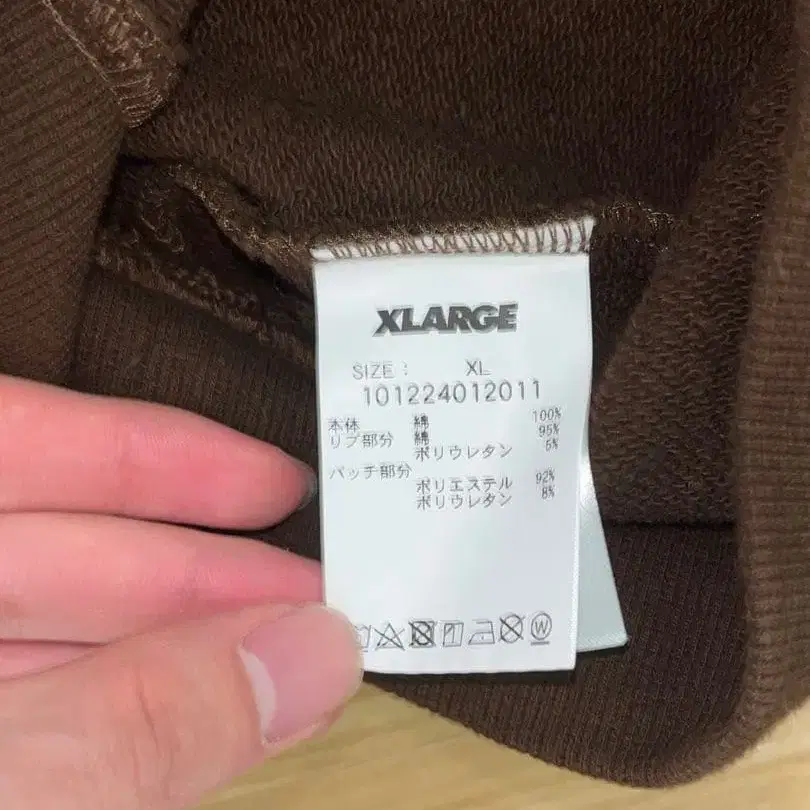 XLARGE
SIZE : XL
101224012011
本体 綿 100%
リブ部分 綿 95%
ポリウレタン 5%
パッチ部分
ポリエステル 92%
ポリウレタン 8%
W